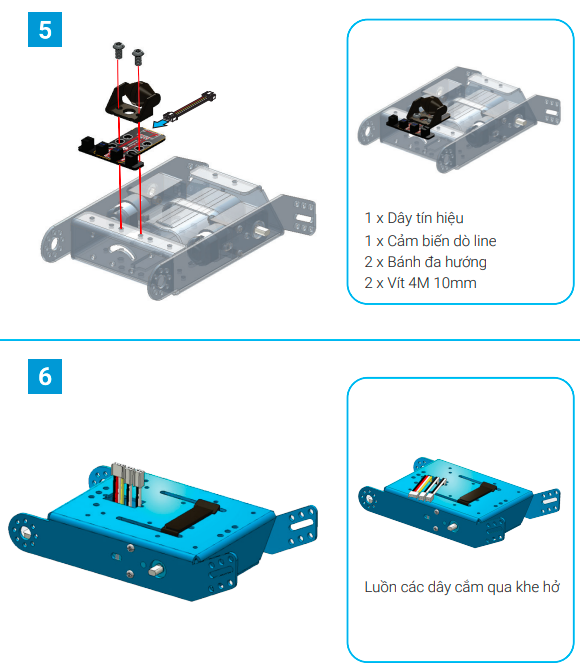 5
1 x Dây tín hiệu
1 x Cảm biến dò line
2 x Bánh đa hướng
2 x Vít 4M 10mm
6
Luồn các dây cắm qua khe hở